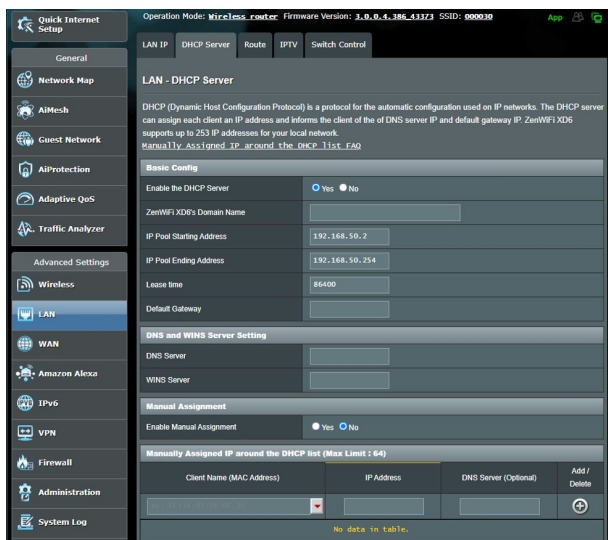 Quick Internet
Setup
General
Network Map
AiMesh
Guest Network
AiProtection
Adaptive QoS
Traffic Analyzer
Advanced Settings
Wireless
LAN
WAN
Amazon Alexa
IPv6
VPN
Firewall
Administration
System Log
Operation Mode: Wireless router Firmware Version: 3.0.0.4.386_43373 SSID: 000030
App
LAN IP DHCP Server Route IPTV Switch Control
LAN - DHCP Server
DHCP (Dynamic Host Configuration Protocol) is a protocol for the automatic configuration used on IP networks. The DHCP server
can assign each client an IP address and informs the client of the of DNS server IP and default gateway IP. ZenWiFi XD6
supports up to 253 IP addresses for your local network.
Manually Assigned IP around the DHCP list FAQ
Basic Config
Enable the DHCP Server Yes No
ZenWiFi XD6's Domain Name
IP Pool Starting Address 192.168.50.2
IP Pool Ending Address 192.168.50.254
Lease time 86400
Default Gateway
DNS and WINS Server Setting
DNS Server
WINS Server
Manual Assignment
Enable Manual Assignment Yes No
Manually Assigned IP around the DHCP list (Max Limit : 64)
Client Name (MAC Address) IP Address DNS Server (Optional) Add /
Delete
No data in table.